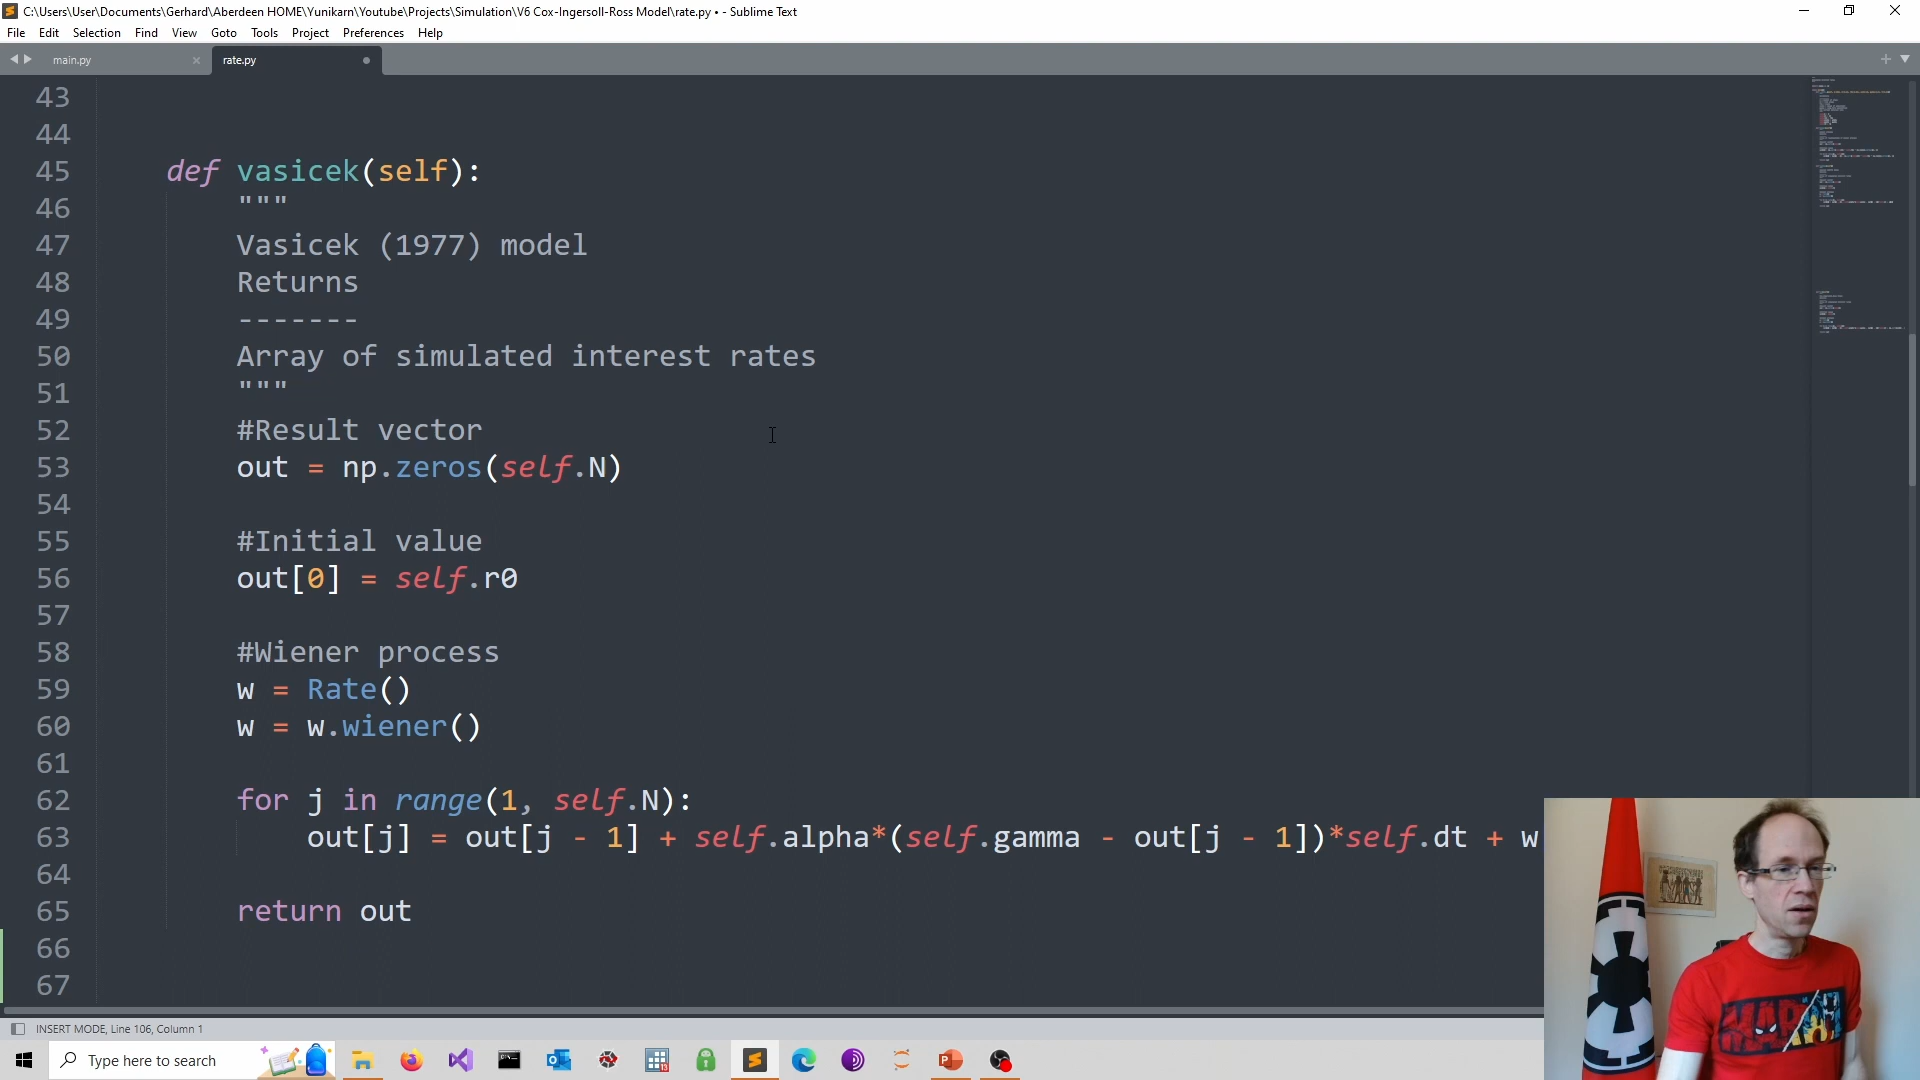 C:\Users\User\Documents\Gerhard\Aberdeen HOME\Yunikarn\Youtube\Projects\Simulation\V6 Cox-Ingersoll-Ross Model\rate.py • - Sublime Text
File Edit Selection Find View Goto Tools Project Preferences Help
main.py rate.py
43
44
45 def vasicek(self):
46 """
47 Vasicek (1977) model
48 Returns
49 -------
50 Array of simulated interest rates
51 """
52 #Result vector
53 out = np.zeros(self.N)
54
55 #Initial value
56 out[0] = self.r0
57
58 #Wiener process
59 w = Rate()
60 w = w.wiener()
61
62 for j in range(1, self.N):
63 out[j] = out[j - 1] + self.alpha*(self.gamma - out[j - 1])*self.dt + w
64
65 return out
66
67
INSERT MODE, Line 106, Column 1
Type here to search